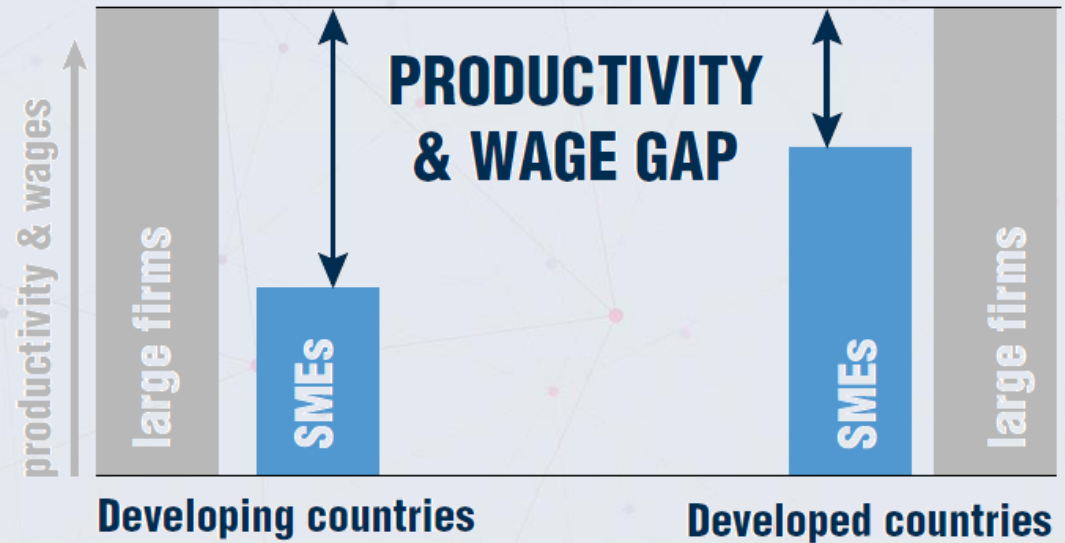 PRODUCTIVITY
& WAGE GAP
productivity & wages
large firms
SMEs
SMEs
large firms
Developing countries
Developed countries